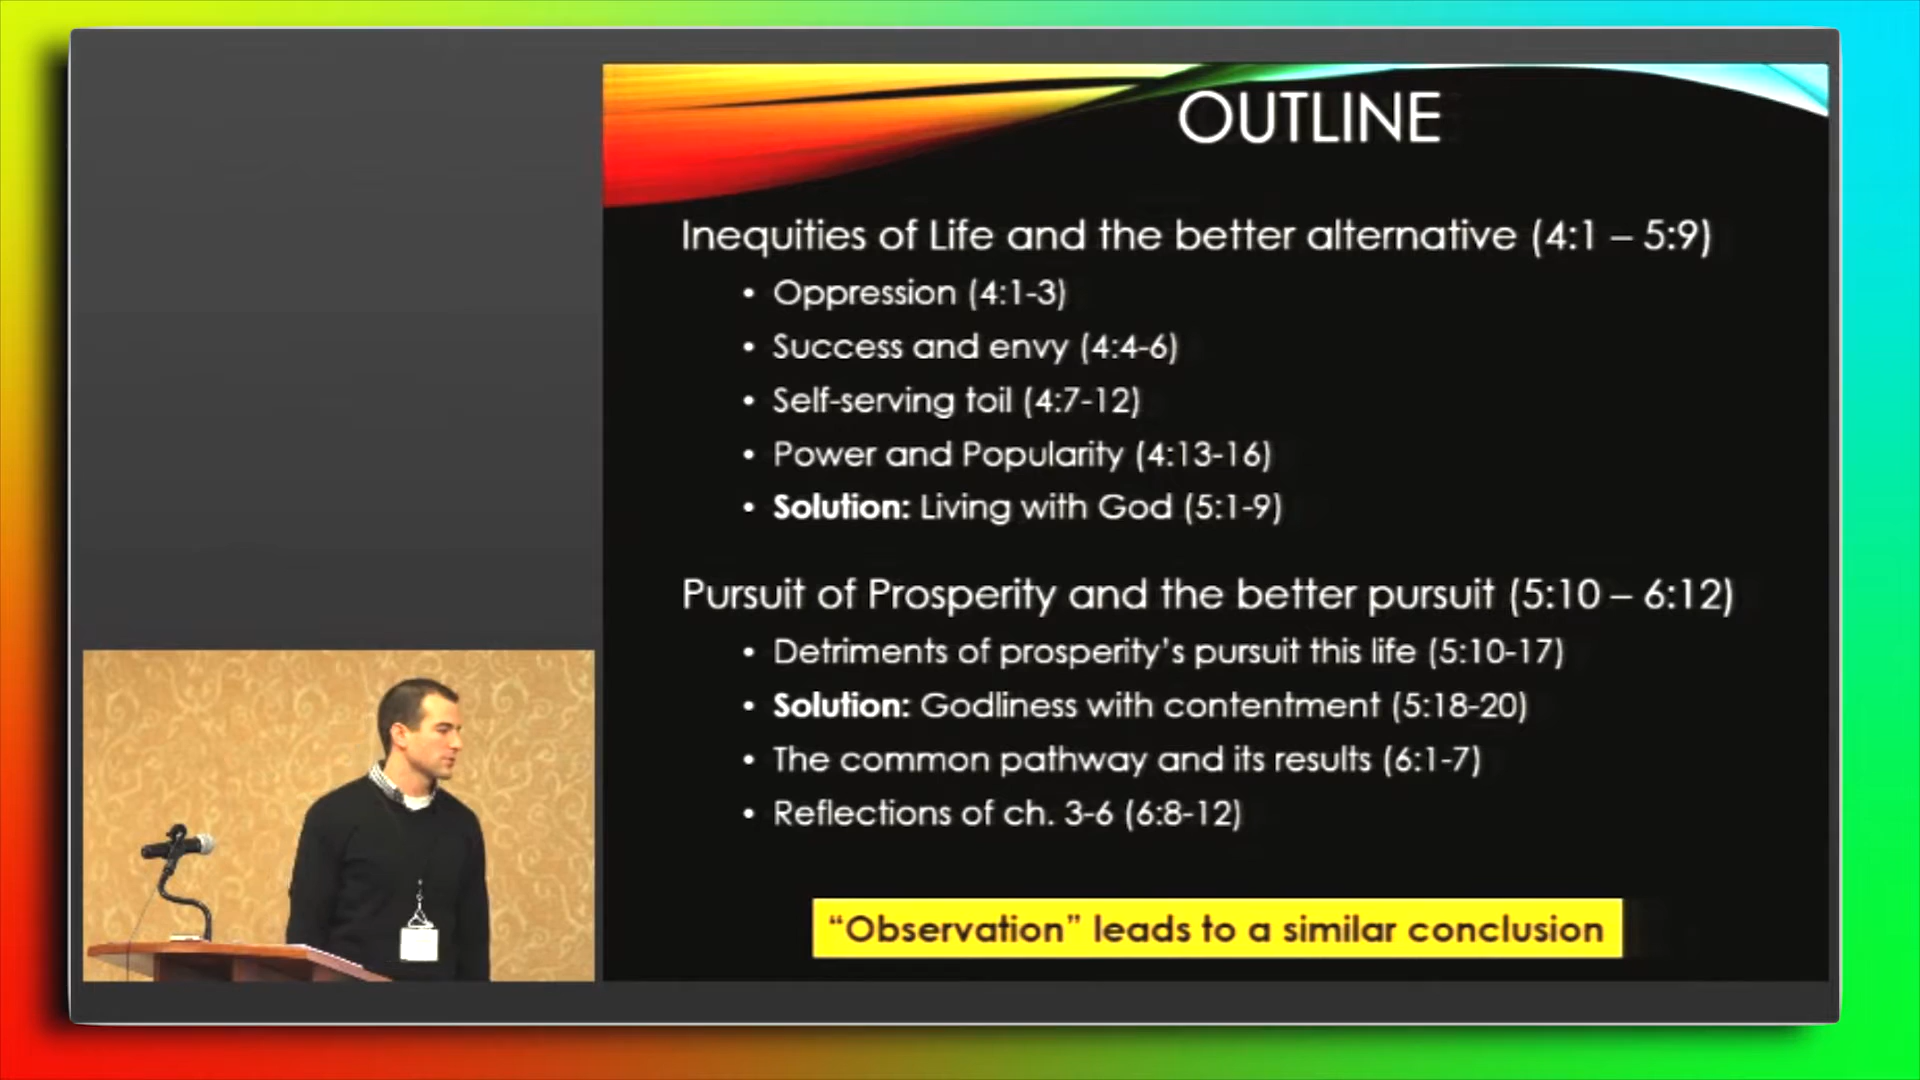 OUTLINE
Inequities of Life and the better alternative (4:1 – 5:9)
• Oppression (4:1-3)
• Success and envy (4:4-6)
• Self-serving toil (4:7-12)
• Power and Popularity (4:13-16)
• Solution: Living with God (5:1-9)
Pursuit of Prosperity and the better pursuit (5:10 – 6:12)
• Detriments of prosperity's pursuit this life (5:10-17)
• Solution: Godliness with contentment (5:18-20)
• The common pathway and its results (6:1-7)
• Reflections of ch. 3-6 (6:8-12)
“Observation” leads to a similar conclusion